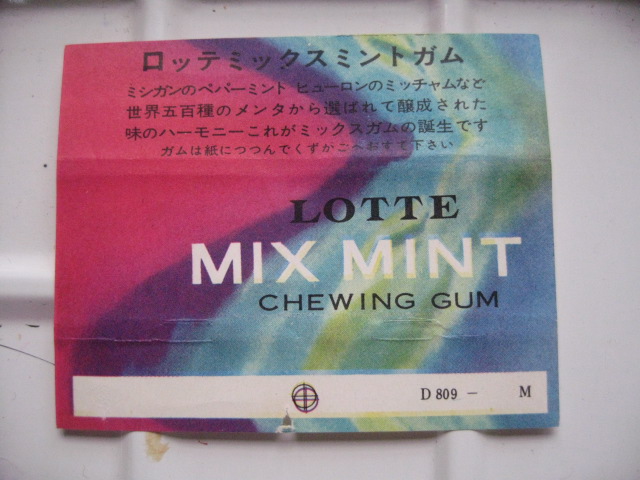 ロッテミックスミントガム
ミシガンのペパーミント ヒューロンのミッチャムなど
世界五百種のメンタから選ばれて醸成された
味のハーモニーこれがミックスガムの誕生です
ガムは紙につつんでくずかごへおすて下さい
LOTTE
MIX MINT
CHEWING GUM
D 809 - M